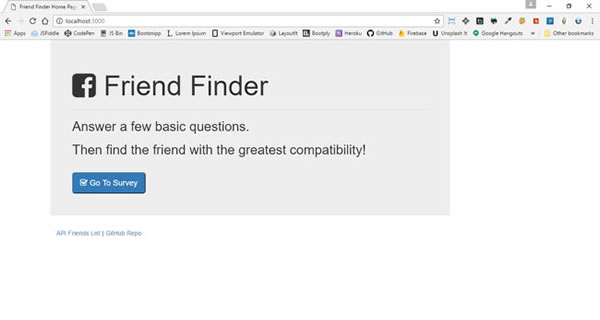 Friend Finder Home Pag
localhost:3000
Apps JSFiddle CodePen JS Bin Bootsnipp Lorem Ipsum Viewport Emulator LayoutIt Bootply Heroku GitHub Firebase Unsplash It Google Hangouts » Other bookmarks
Friend Finder
Answer a few basic questions.
Then find the friend with the greatest compatibility!
Go To Survey
API Friends List | GitHub Repo